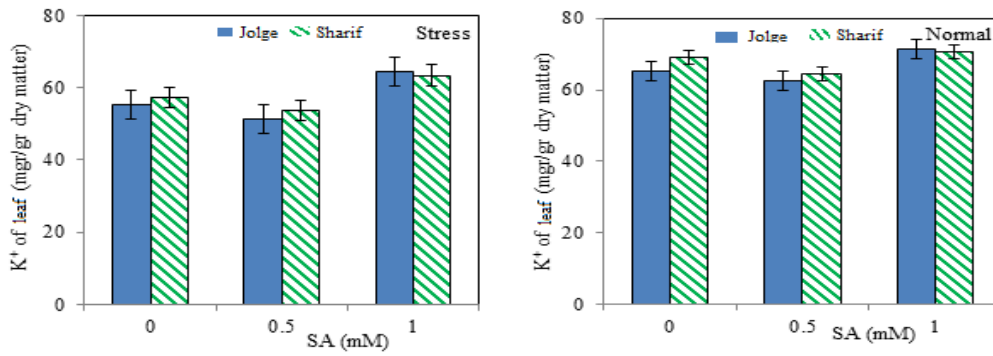 80
60
40
20
0
K+ of leaf (mgr/gr dry matter)
Jolge
Sharif
Stress
0
0.5
1
SA (mM)
80
60
40
20
0
K+ of leaf (mgr/gr dry matter)
Jolge
Sharif
Normal
0
0.5
1
SA (mM)